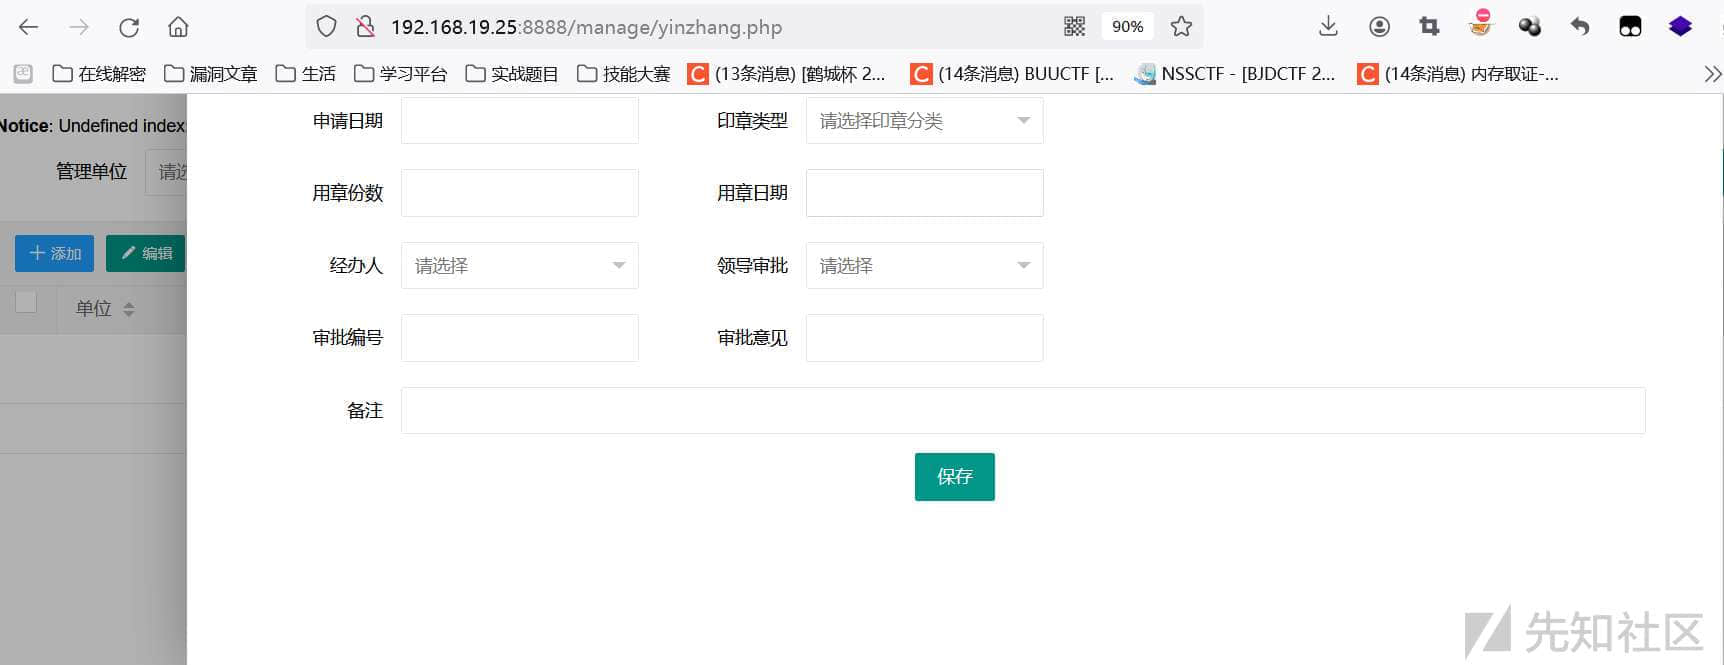 192.168.19.25:8888/manage/yinzhang.php 90%
在线解密 漏洞文章 生活 学习平台 实战题目 技能大赛 (13条消息) [鹤城杯 2... (14条消息) BUUCTF [... NSSCTF - [BJDCTF 2... (14条消息) 内存取证-...
Notice: Undefined index
管理单位 请选
添加 编辑
单位
申请日期 印章类型 请选择印章分类
用章份数 用章日期
经办人 请选择 领导审批 请选择
审批编号 审批意见
备注
保存
先知社区